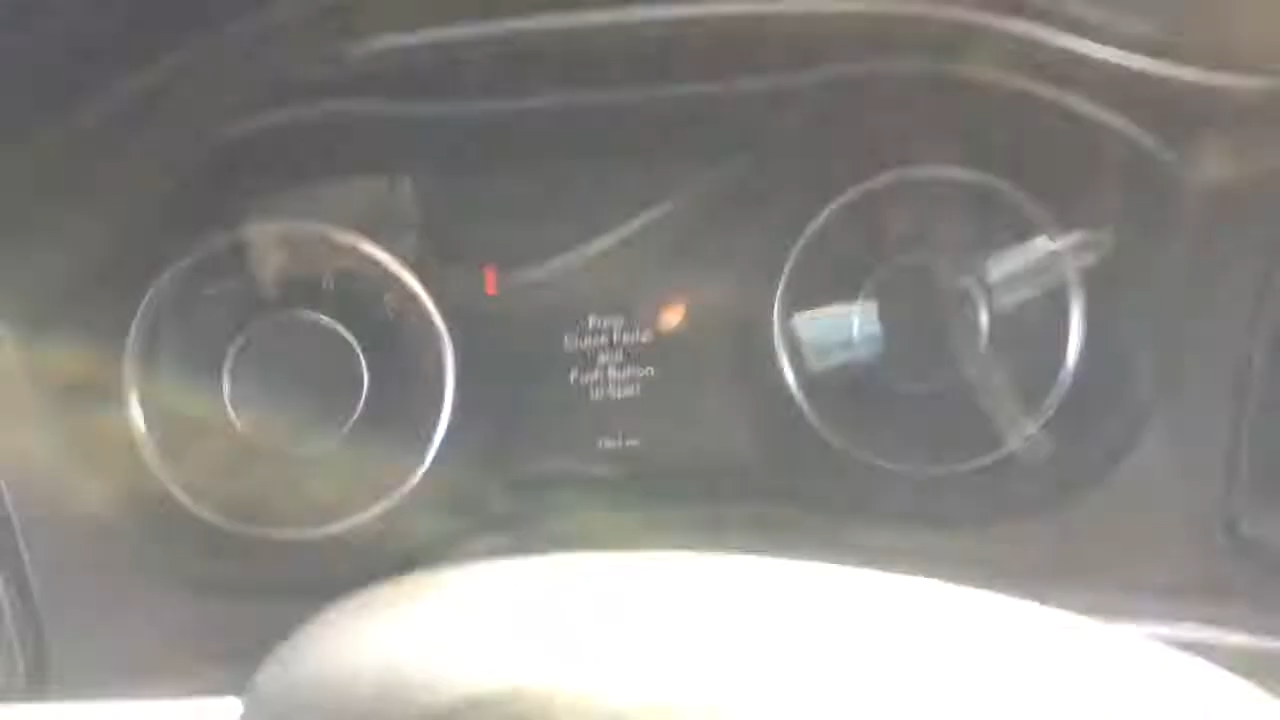 Press
Clutch Pedal
and
Push Button
to Start